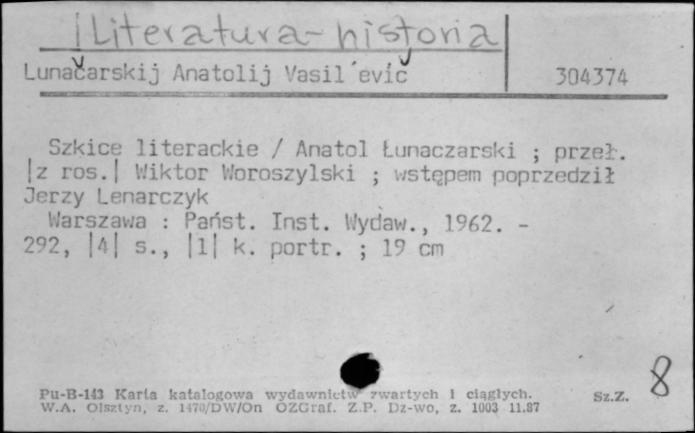 Literatura - historia
Lunačarskij Anatolij Vasil'evič 304374
Szkice literackie / Anatol Łunaczarski ; przeł.
|z ros.| Wiktor Woroszylski ; wstępem poprzedził
Jerzy Lenarczyk
Warszawa : Państ. Inst. Wydaw., 1962. -
292, |4| s., |1| k. portr. ; 19 cm
Pu-B-143 Karta katalogowa wydawnictw zwartych i ciągłych. Sz.Z. 8
W.A. Olsztyn, z. 1470/DW/On OZGraf. Z.P. Dz-wo, z. 1003 11.87